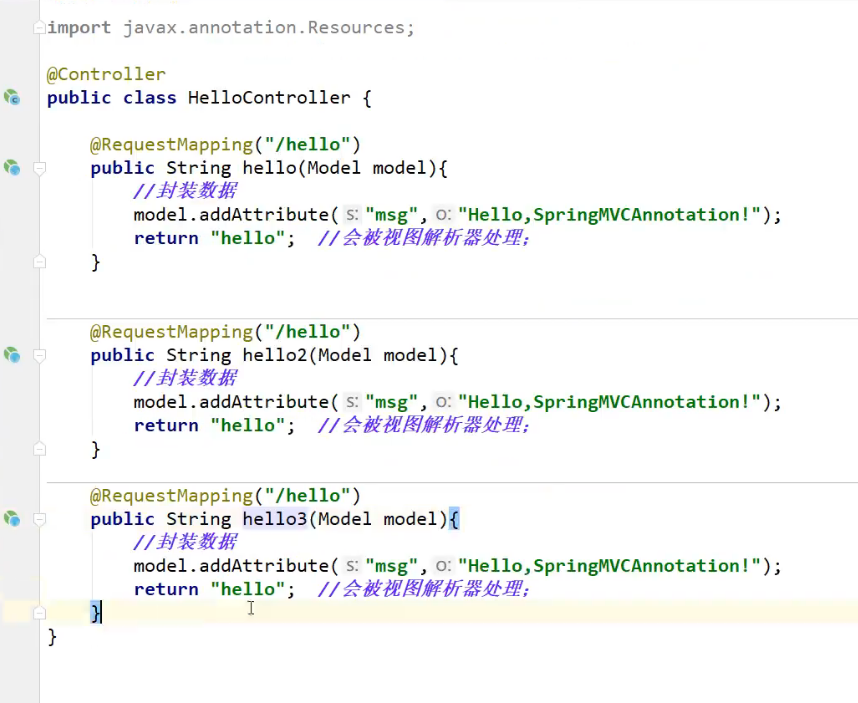 import javax.annotation.Resources;
@Controller
public class HelloController {
@RequestMapping("/hello")
public String hello(Model model){
//封装数据
model.addAttribute( s: "msg", o: "Hello,SpringMVCAnnotation!");
return "hello";  //会被视图解析器处理；
}
@RequestMapping("/hello")
public String hello2(Model model){
//封装数据
model.addAttribute( s: "msg", o: "Hello,SpringMVCAnnotation!");
return "hello";  //会被视图解析器处理；
}
@RequestMapping("/hello")
public String hello3(Model model){
//封装数据
model.addAttribute( s: "msg", o: "Hello,SpringMVCAnnotation!");
return "hello";  //会被视图解析器处理；
}
}